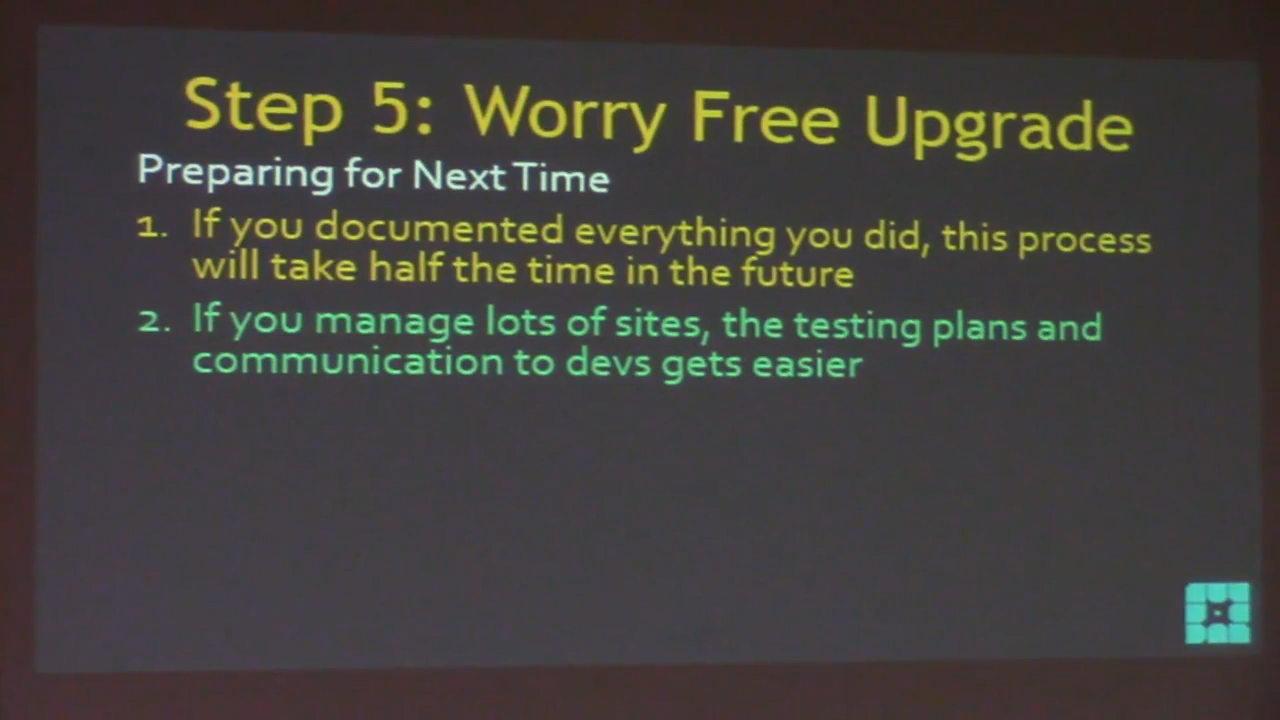 Step 5: Worry Free Upgrade
Preparing for Next Time
1. If you documented everything you did, this process
will take half the time in the future
2. If you manage lots of sites, the testing plans and
communication to devs gets easier